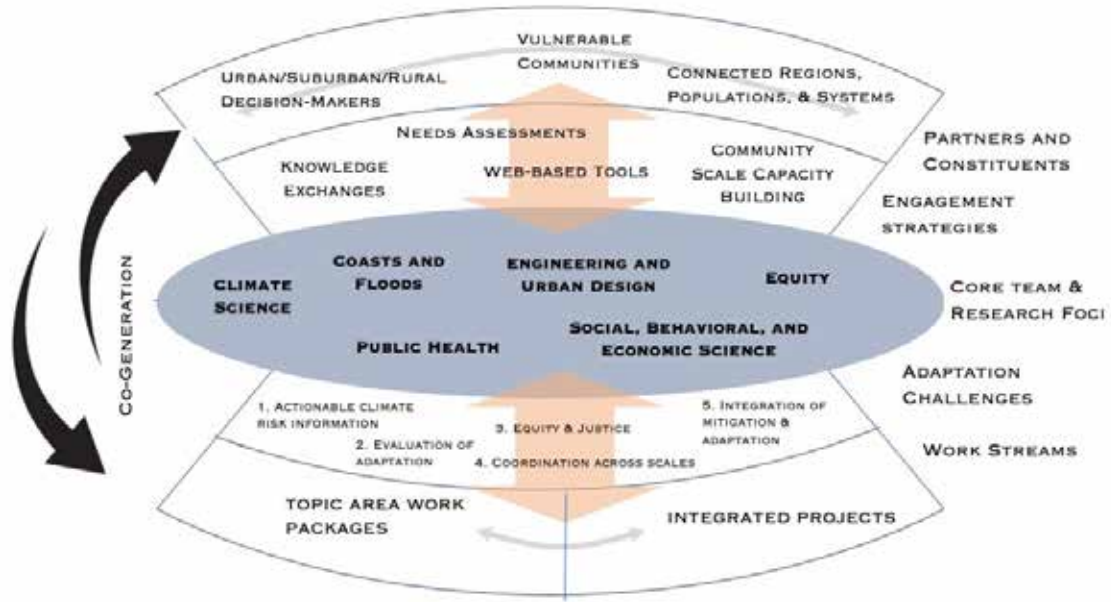 VULNERABLE
COMMUNITIES
URBAN/SUBURBAN/RURAL
DECISION-MAKERS
CONNECTED REGIONS,
POPULATIONS, & SYSTEMS
NEEDS ASSESSMENTS
KNOWLEDGE
EXCHANGES
WEB-BASED TOOLS
COMMUNITY
SCALE CAPACITY
BUILDING
PARTNERS AND
CONSTITUENTS
ENGAGEMENT
STRATEGIES
CO-GENERATION
CLIMATE
SCIENCE
COASTS AND
FLOODS
ENGINEERING AND
URBAN DESIGN
EQUITY
PUBLIC HEALTH
SOCIAL, BEHAVIORAL, AND
ECONOMIC SCIENCE
CORE TEAM &
RESEARCH FOCI
1. ACTIONABLE CLIMATE
RISK INFORMATION
2. EVALUATION OF
ADAPTATION
3. EQUITY & JUSTICE
4. COORDINATION ACROSS SCALES
5. INTEGRATION OF
MITIGATION &
ADAPTATION
ADAPTATION
CHALLENGES
WORK STREAMS
TOPIC AREA WORK
PACKAGES
INTEGRATED PROJECTS